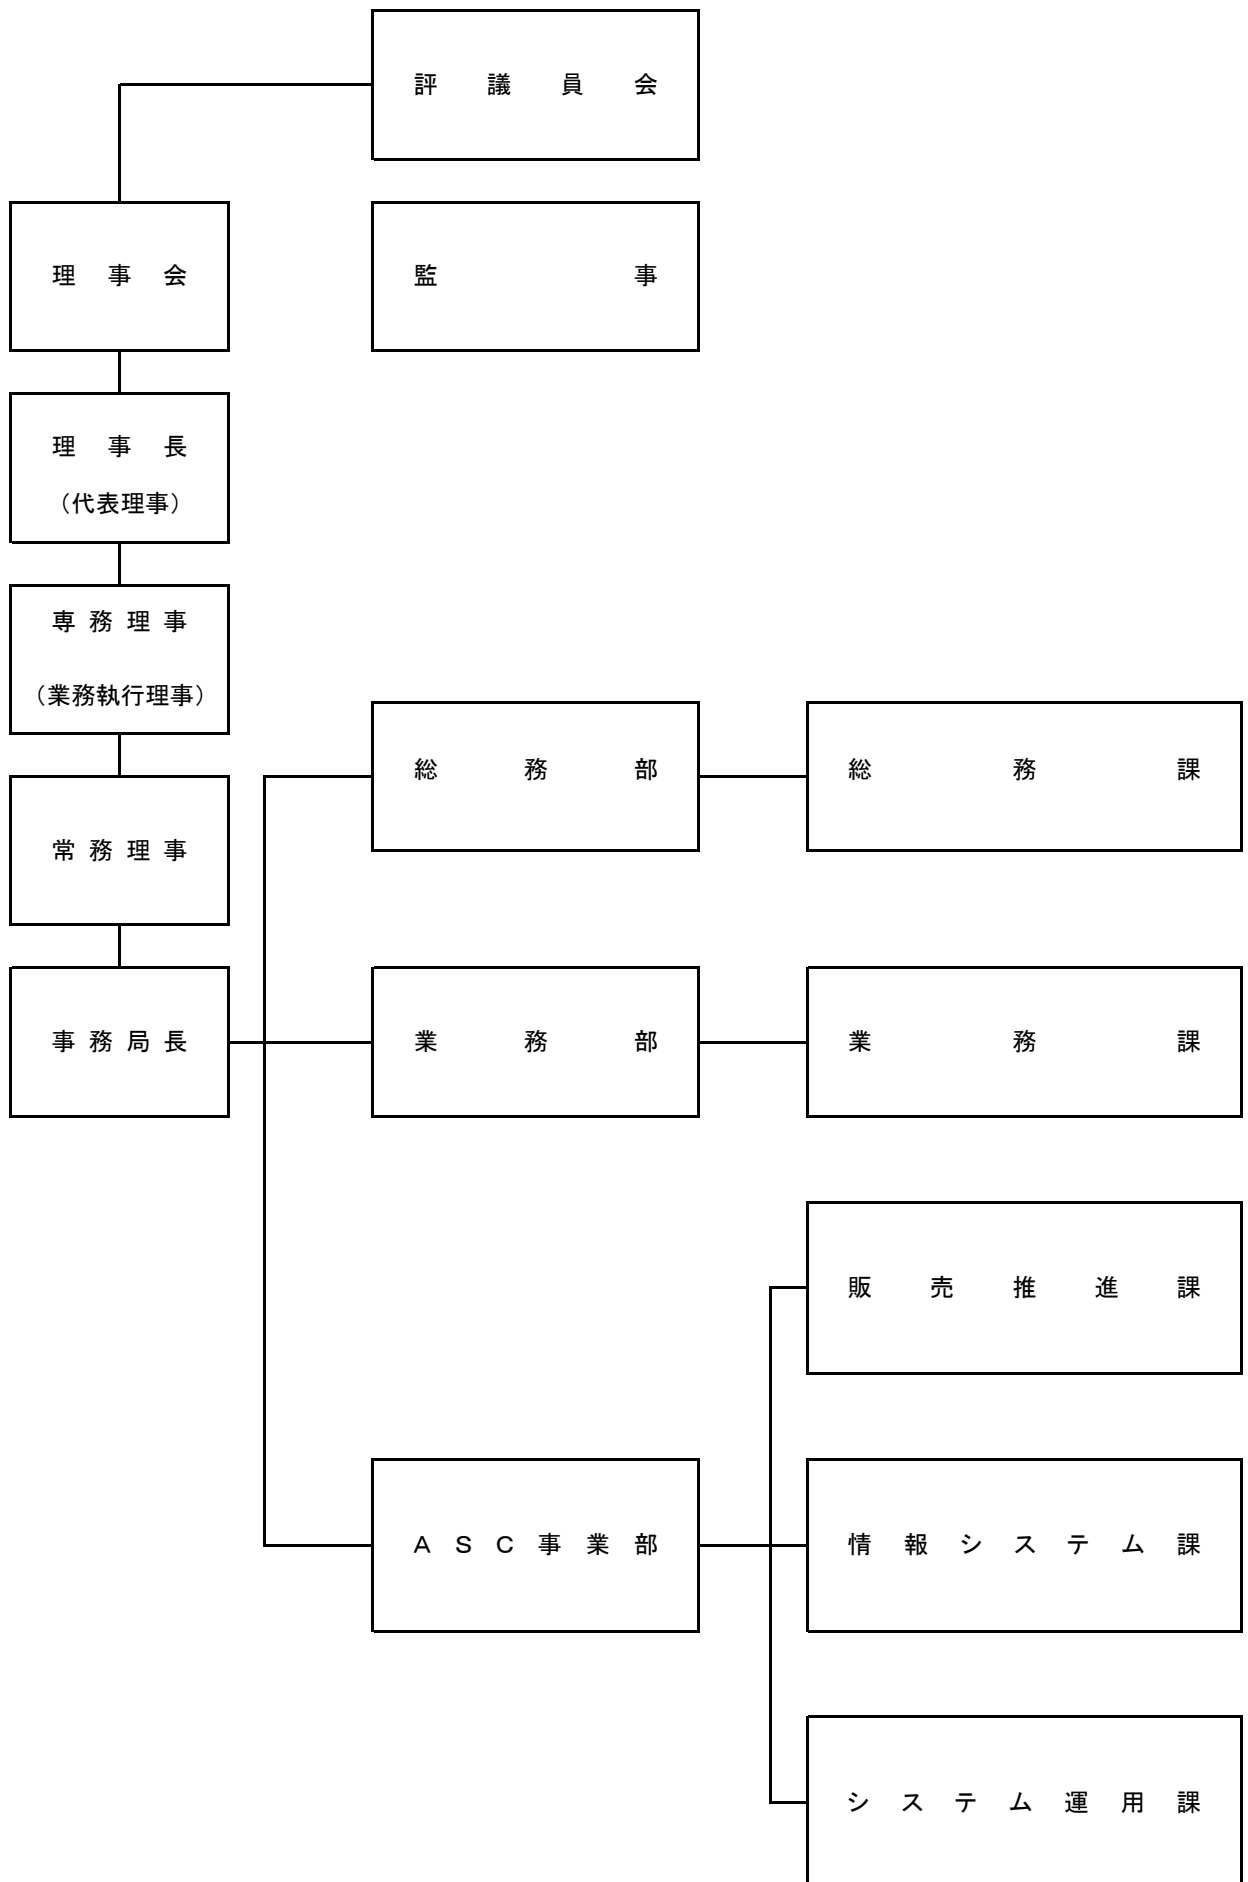 評議員会
理事会
監事
理事長
（代表理事）
専務理事
（業務執行理事）
総務部
総務課
常務理事
事務局長
業務部
業務課
販売推進課
ＡＳＣ事業部
情報システム課
システム運用課